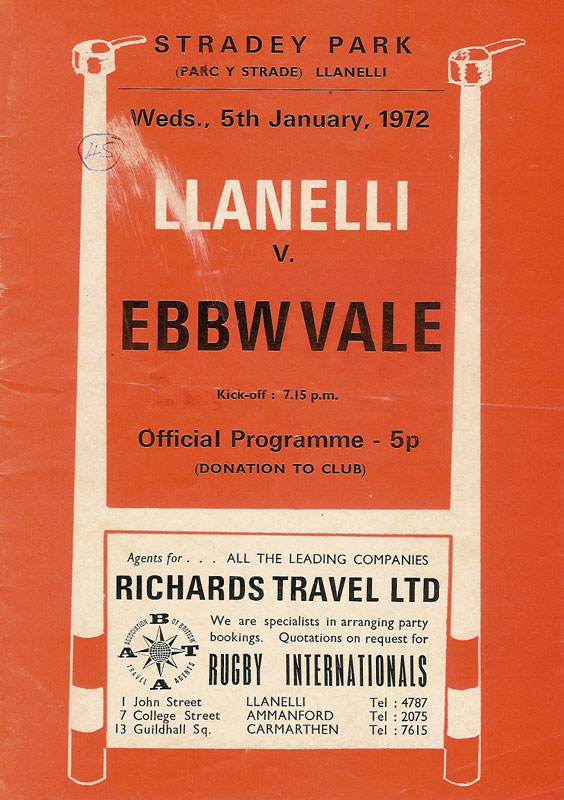 STRADEY PARK
(PARC Y STRADE) LLANELLI
Weds., 5th January, 1972
45
LLANELLI
V.
EBBW VALE
Kick-off : 7.15 p.m.
Official Programme - 5p
(DONATION TO CLUB)
Agents for . . . ALL THE LEADING COMPANIES
RICHARDS TRAVEL LTD
ASSOCIATION OF BRITISH TRAVEL AGENTS
A B T A
We are specialists in arranging party
bookings. Quotations on request for
RUGBY INTERNATIONALS
1 John Street LLANELLI Tel : 4787
7 College Street AMMANFORD Tel : 2075
13 Guildhall Sq. CARMARTHEN Tel : 7615